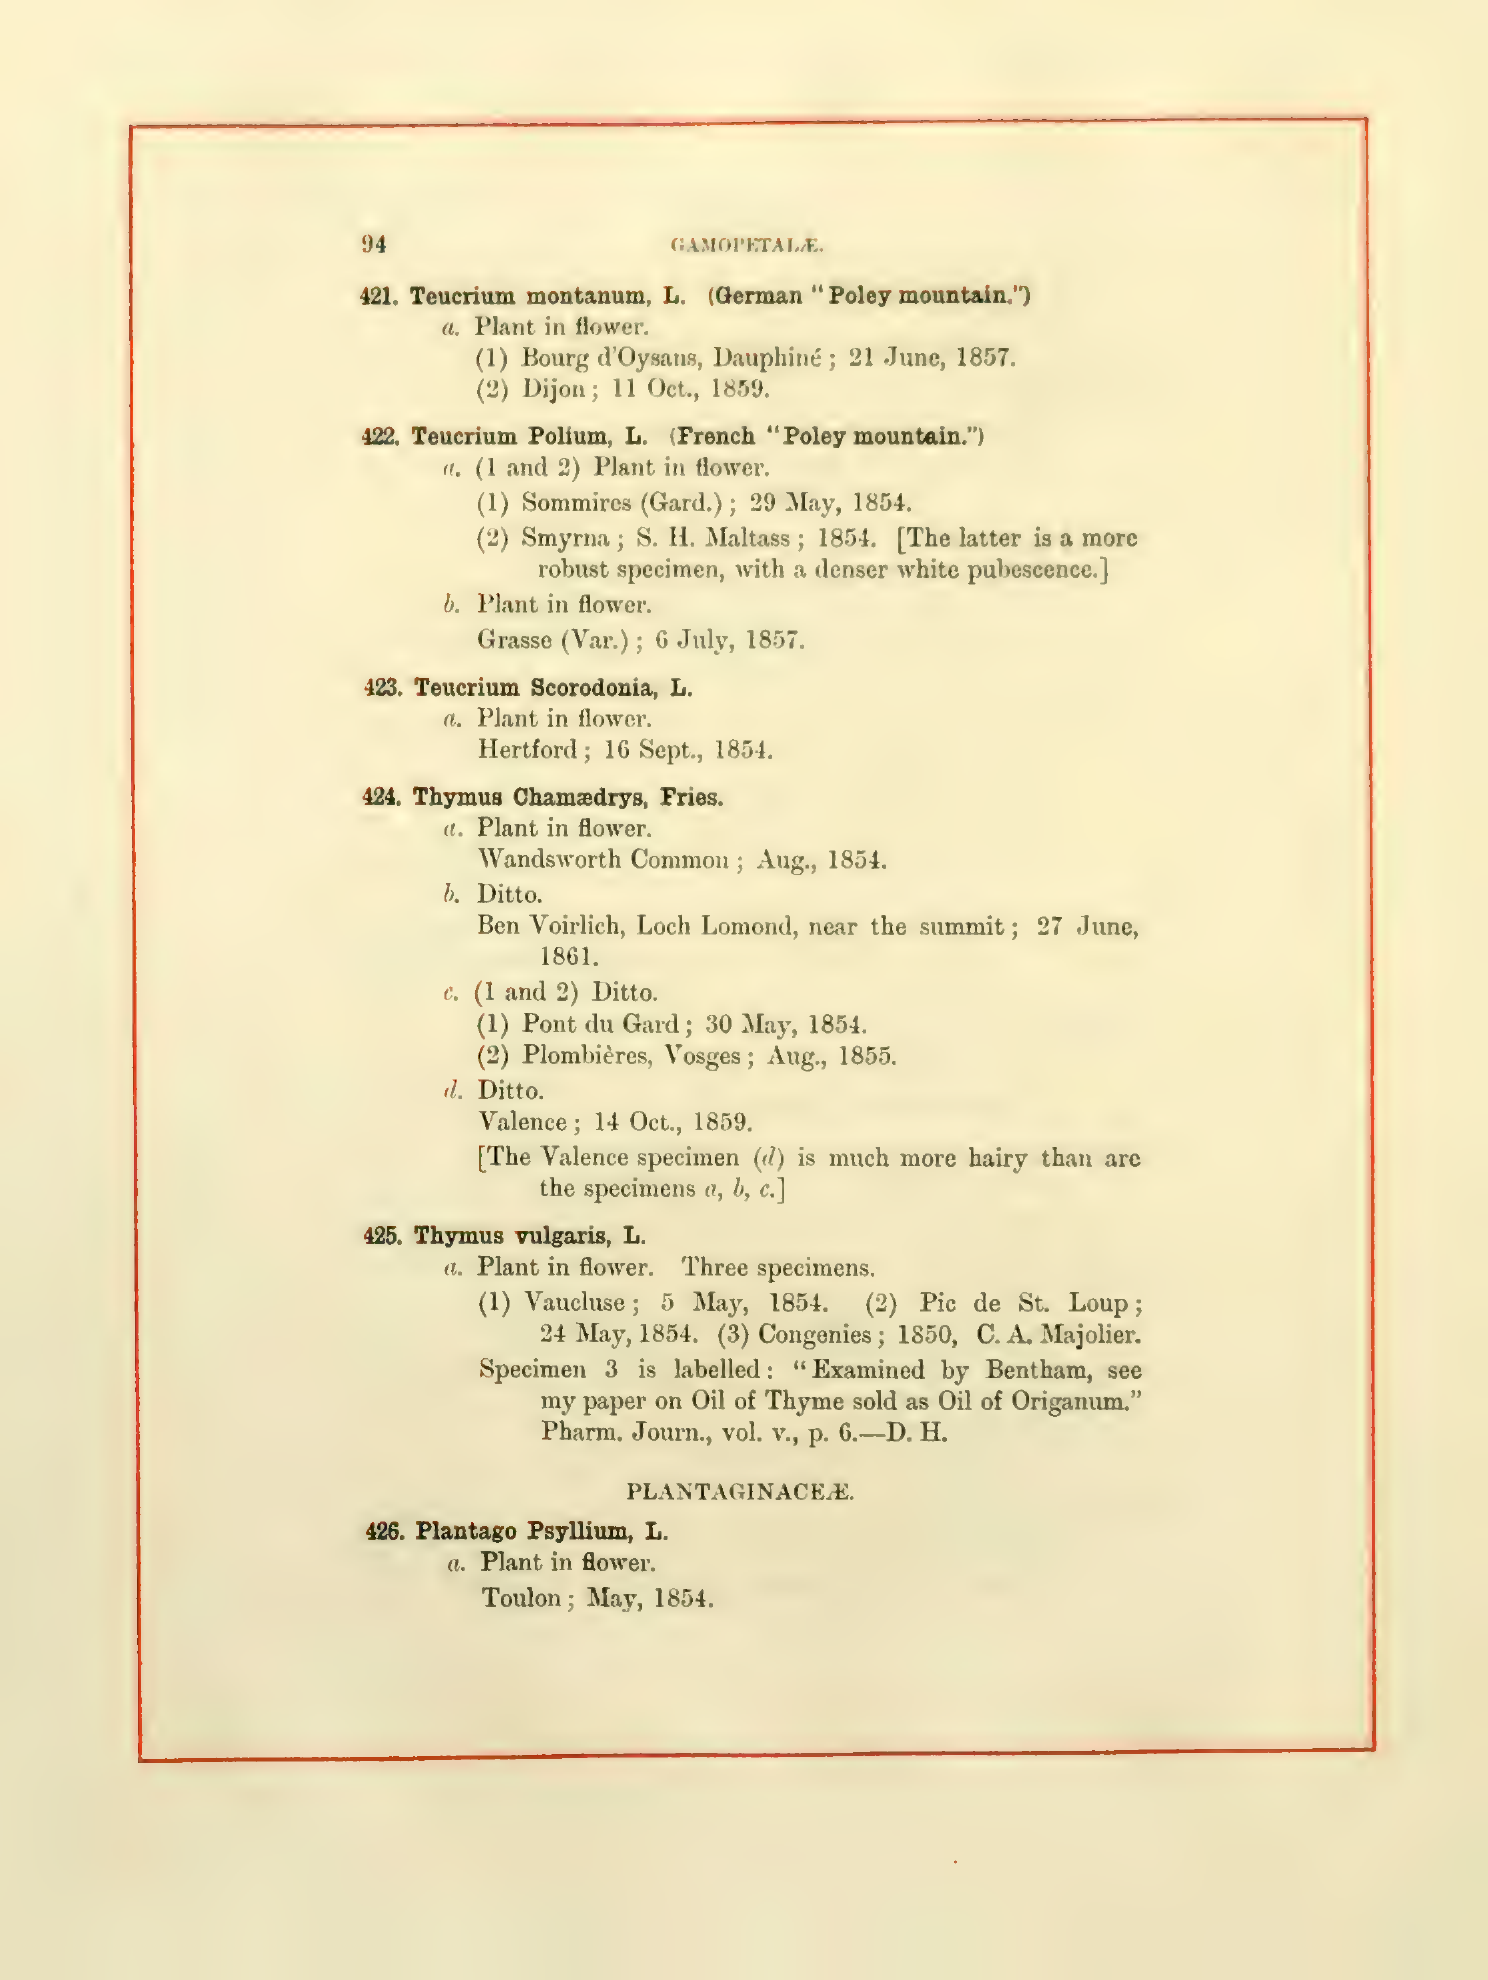 94 GAMOPETALÆ.
421. Teucrium montanum, L. (German "Poley mountain.")
a. Plant in flower.
(1) Bourg d'Oysans, Dauphiné; 21 June, 1857.
(2) Dijon; 11 Oct., 1859.
422. Teucrium Polium, L. (French "Poley mountain.")
a. (1 and 2) Plant in flower.
(1) Sommires (Gard.); 29 May, 1854.
(2) Smyrna; S. H. Maltass; 1854. [The latter is a more
robust specimen, with a denser white pubescence.]
b. Plant in flower.
Grasse (Var.); 6 July, 1857.
423. Teucrium Scorodonia, L.
a. Plant in flower.
Hertford; 16 Sept., 1854.
424. Thymus Chamædrys, Fries.
a. Plant in flower.
Wandsworth Common; Aug., 1854.
b. Ditto.
Ben Voirlich, Loch Lomond, near the summit; 27 June,
1861.
c. (1 and 2) Ditto.
(1) Pont du Gard; 30 May, 1854.
(2) Plombières, Vosges; Aug., 1855.
d. Ditto.
Valence; 14 Oct., 1859.
[The Valence specimen (d) is much more hairy than are
the specimens a, b, c.]
425. Thymus vulgaris, L.
a. Plant in flower. Three specimens.
(1) Vaucluse; 5 May, 1854. (2) Pic de St. Loup;
24 May, 1854. (3) Congenies; 1850, C. A. Majolier.
Specimen 3 is labelled: "Examined by Bentham, see
my paper on Oil of Thyme sold as Oil of Origanum."
Pharm. Journ., vol. v., p. 6.—D. H.
PLANTAGINACEÆ.
426. Plantago Psyllium, L.
a. Plant in flower.
Toulon; May, 1854.